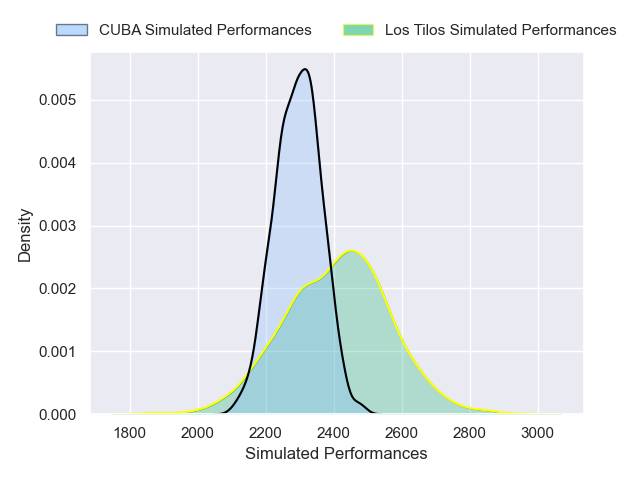 CUBA Simulated Performances
Los Tilos Simulated Performances
Density
0.005
0.004
0.003
0.002
0.001
0.000
1800 2000 2200 2400 2600 2800 3000
Simulated Performances